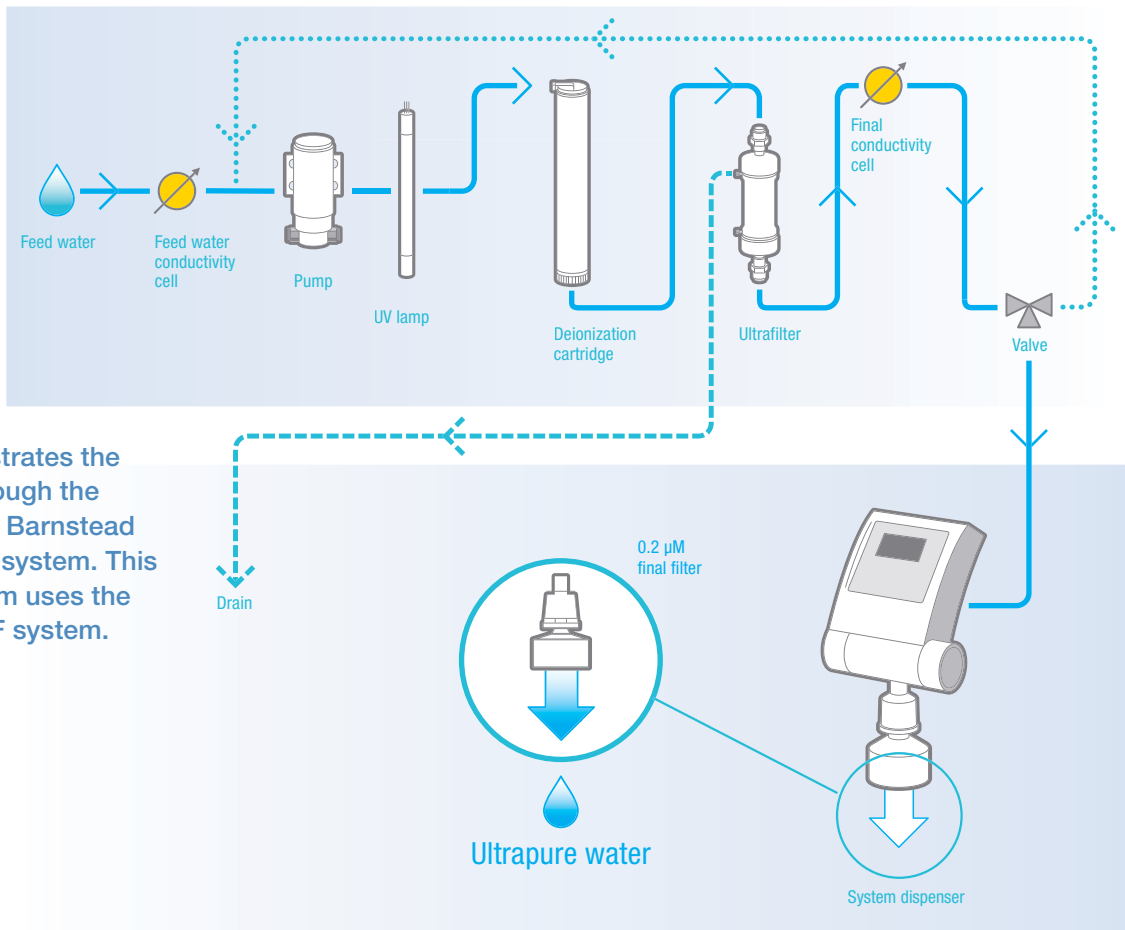 Feed water
Feed water
conductivity
cell
Pump
UV lamp
Deionization
cartridge
Ultrafilter
Final
conductivity
cell
Valve
strates the
ough the
Barnstead
system. This
m uses the
F system.
Drain
0.2 µM
final filter
Ultrapure water
System dispenser